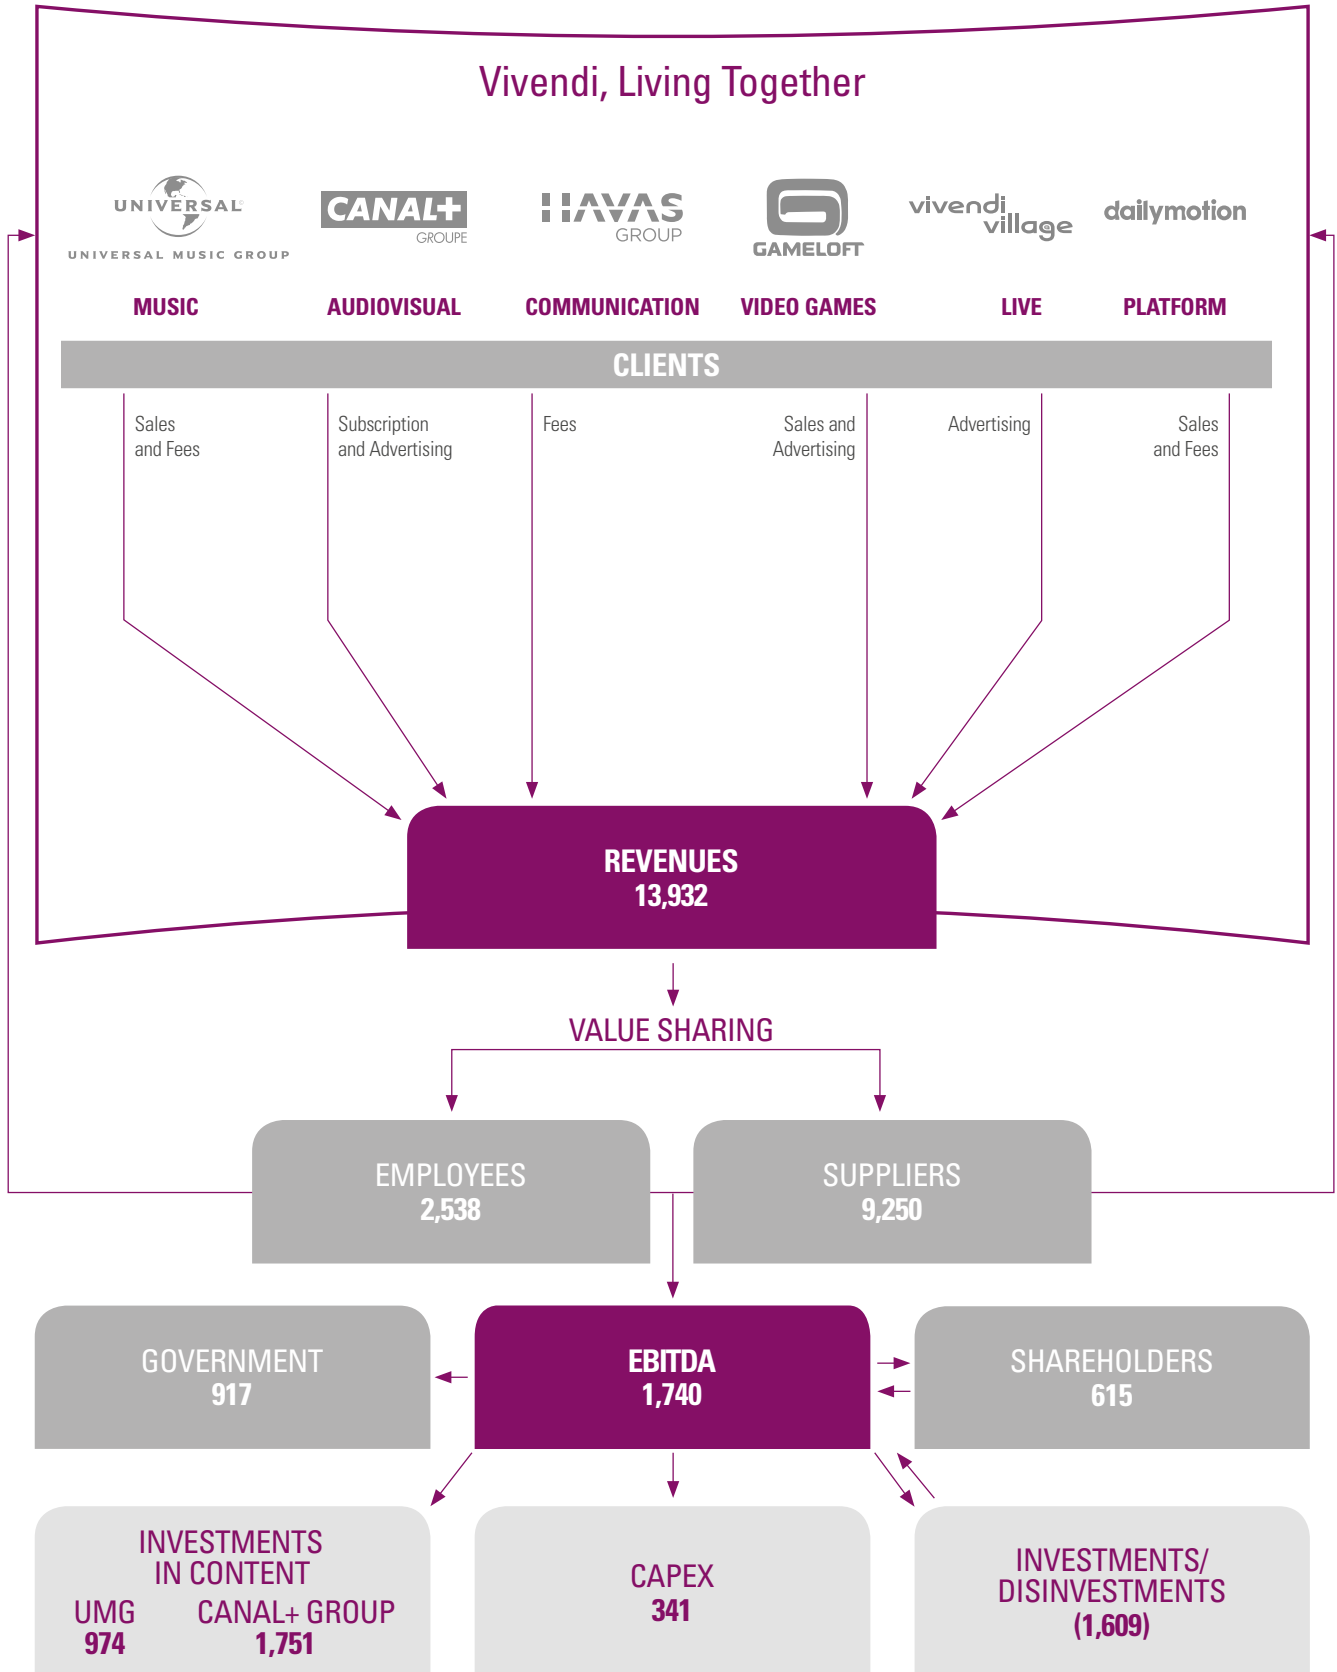 Vivendi, Living Together
UNIVERSAL
UNIVERSAL MUSIC GROUP
CANAL+
GROUPE
HAVAS
GROUP
GAMELOFT
vivendi
village
dailymotion
MUSIC
AUDIOVISUAL
COMMUNICATION
VIDEO GAMES
LIVE
PLATFORM
CLIENTS
Sales
and Fees
Subscription
and Advertising
Fees
Sales and
Advertising
Advertising
Sales
and Fees
REVENUES
13,932
VALUE SHARING
EMPLOYEES
2,538
SUPPLIERS
9,250
GOVERNMENT
917
EBITDA
1,740
SHAREHOLDERS
615
INVESTMENTS
IN CONTENT
UMG
974
CANAL+ GROUP
1,751
CAPEX
341
INVESTMENTS/
DISINVESTMENTS
(1,609)